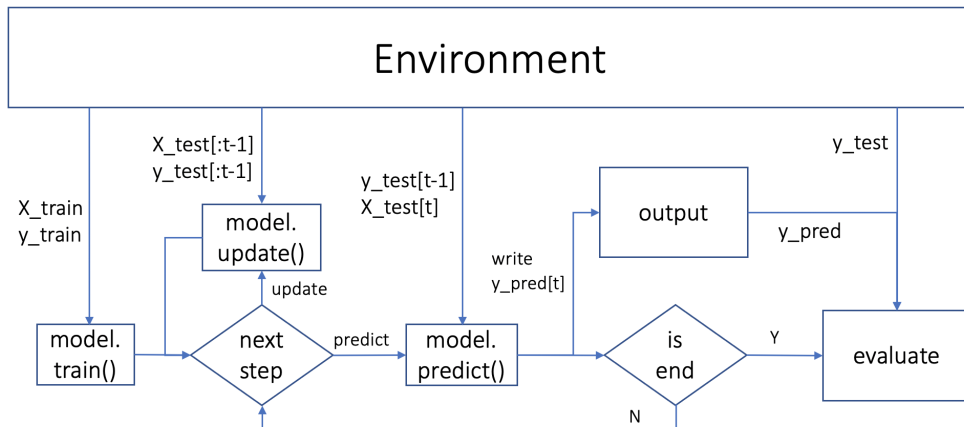 Environment
X_test[:t-1]
y_test[:t-1]
y_test
y_test[t-1]
X_test[t]
X_train
y_train
model.
update()
output
y_pred
write
y_pred[t]
update
model.
train()
next
step
predict
model.
predict()
is
end
Y
evaluate
N